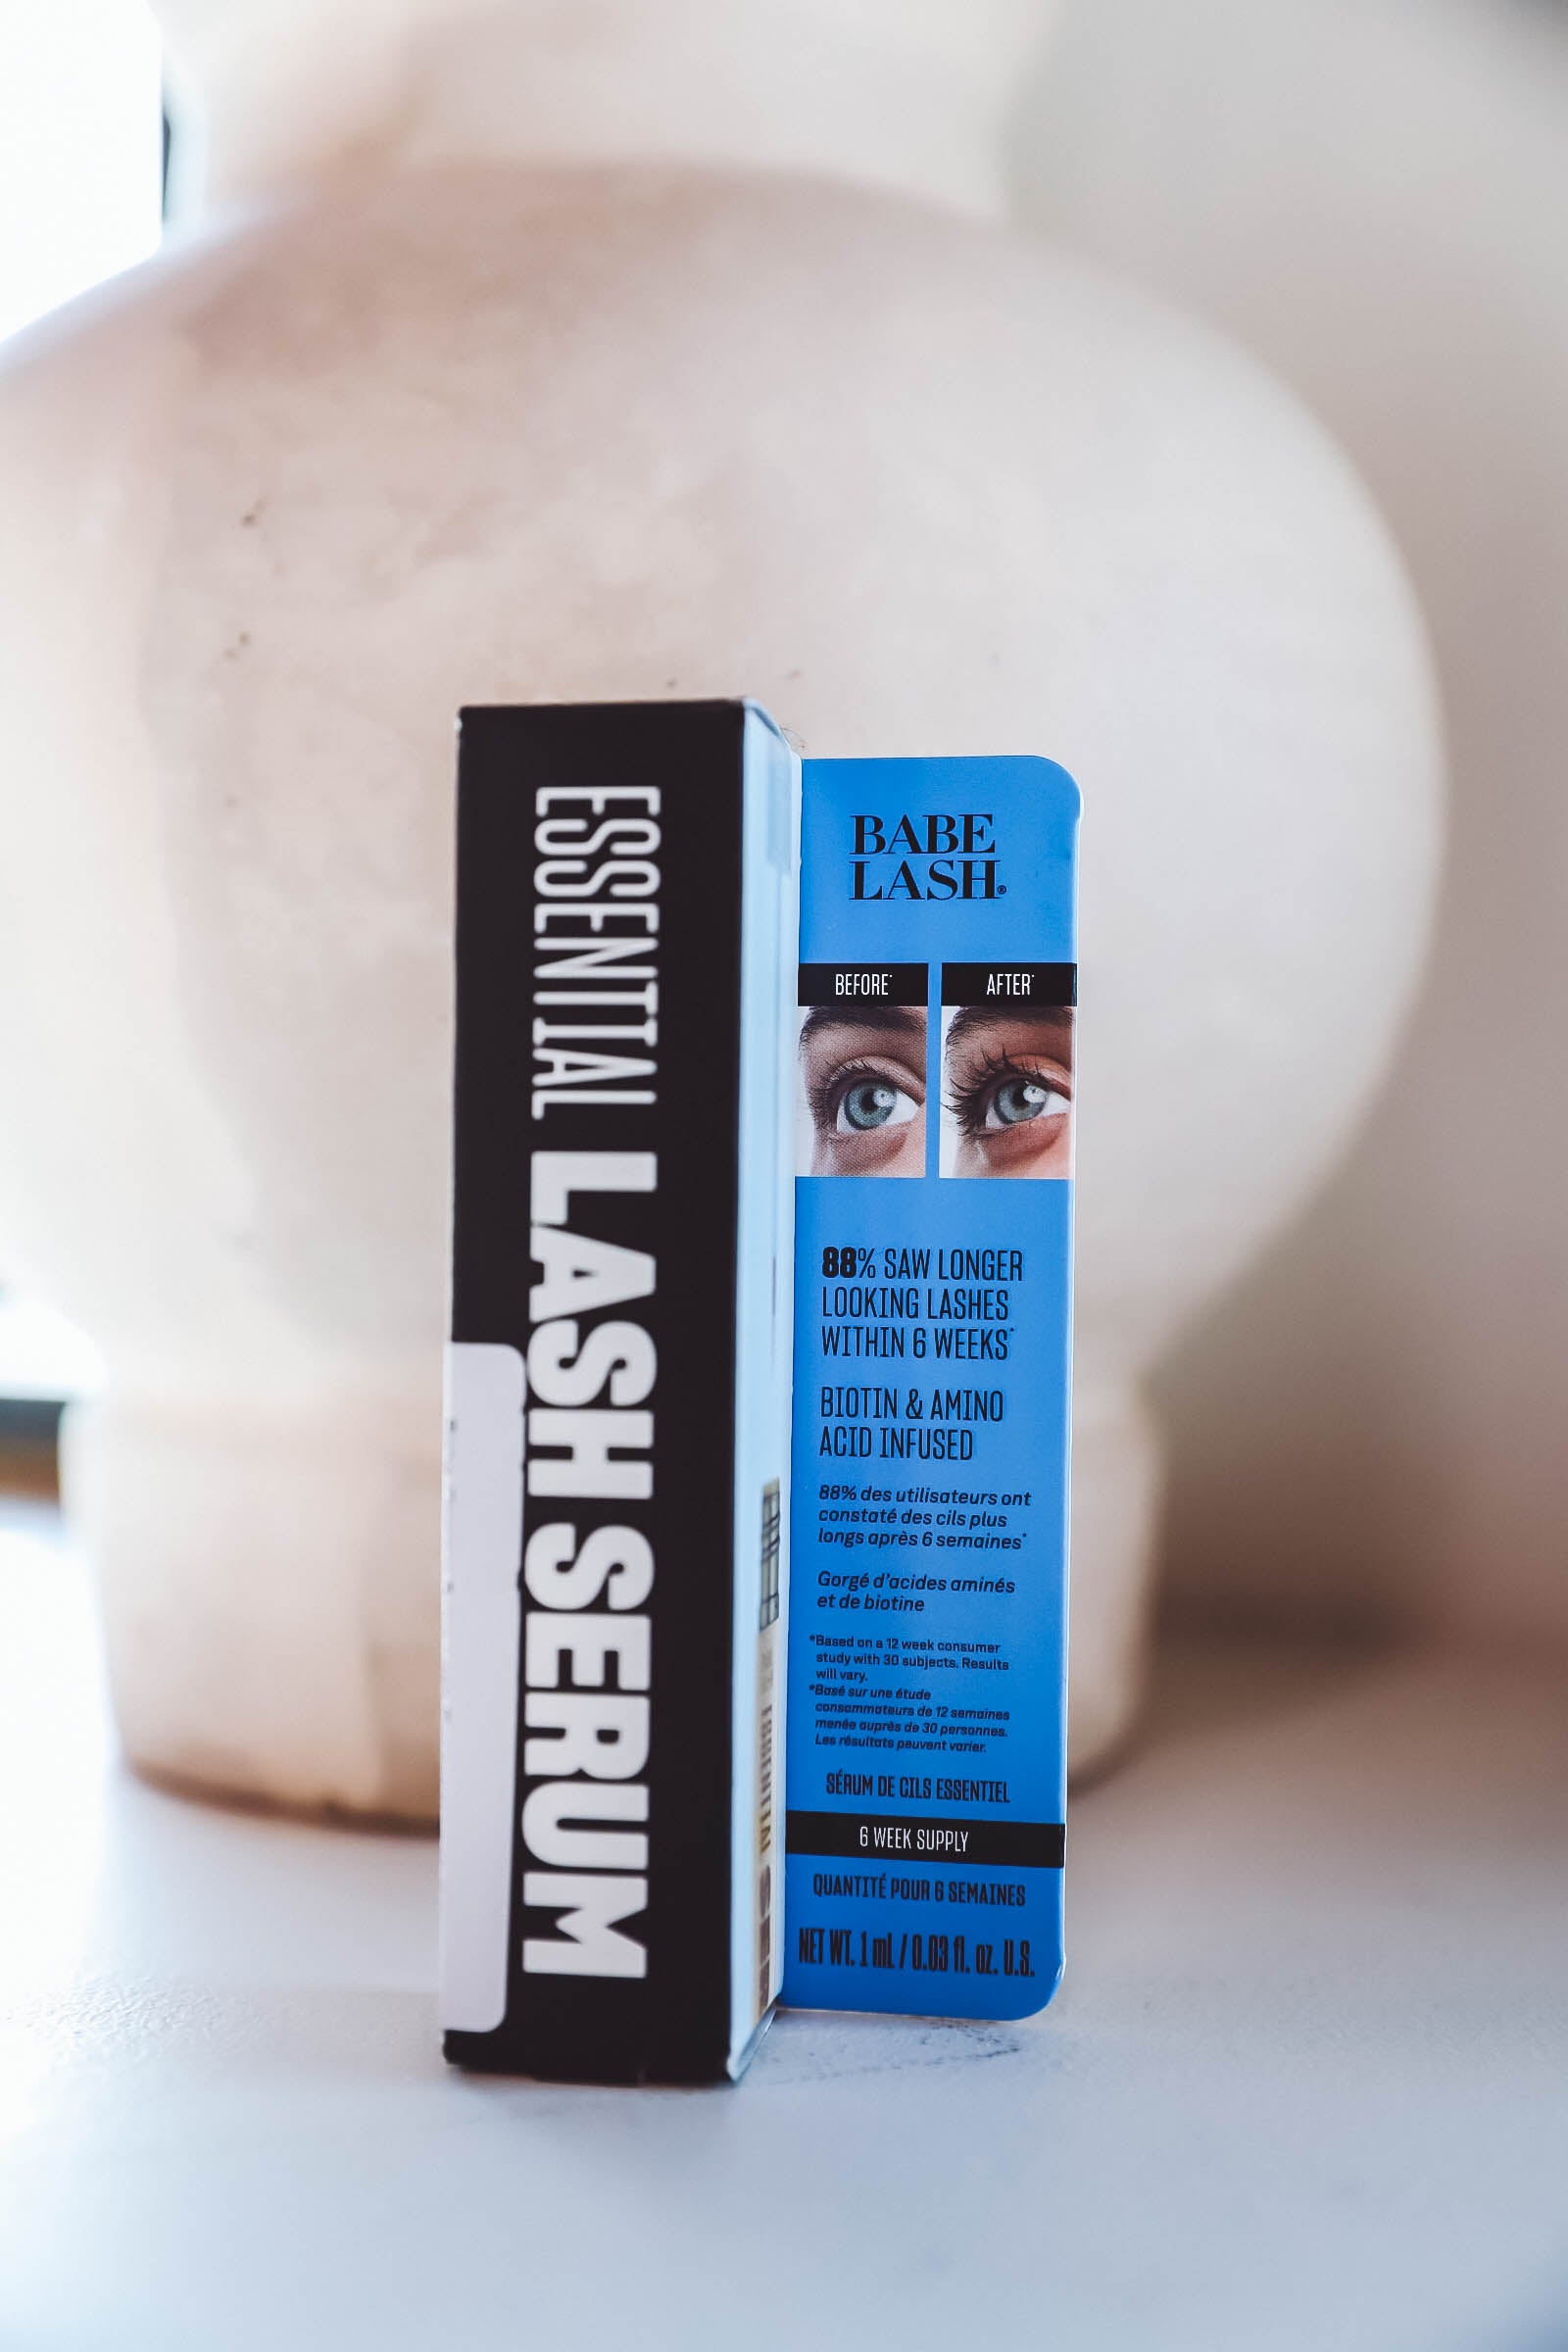 ESSENTIAL LASH SERUM
BABE
LASH®
BEFORE*
AFTER*
88% SAW LONGER
LOOKING LASHES
WITHIN 6 WEEKS*
BIOTIN & AMINO
ACID INFUSED
88% des utilisateurs ont
constaté des cils plus
longs après 6 semaines*
Gorgé d'acides aminés
et de biotine
*Based on a 12 week consumer
study with 30 subjects. Results
will vary.
*Basé sur une étude
consommateurs de 12 semaines
menée auprès de 30 personnes.
Les résultats peuvent varier.
SÉRUM DE CILS ESSENTIEL
6 WEEK SUPPLY
QUANTITÉ POUR 6 SEMAINES
NET WT. 1 mL / 0.03 fl. oz. U.S.